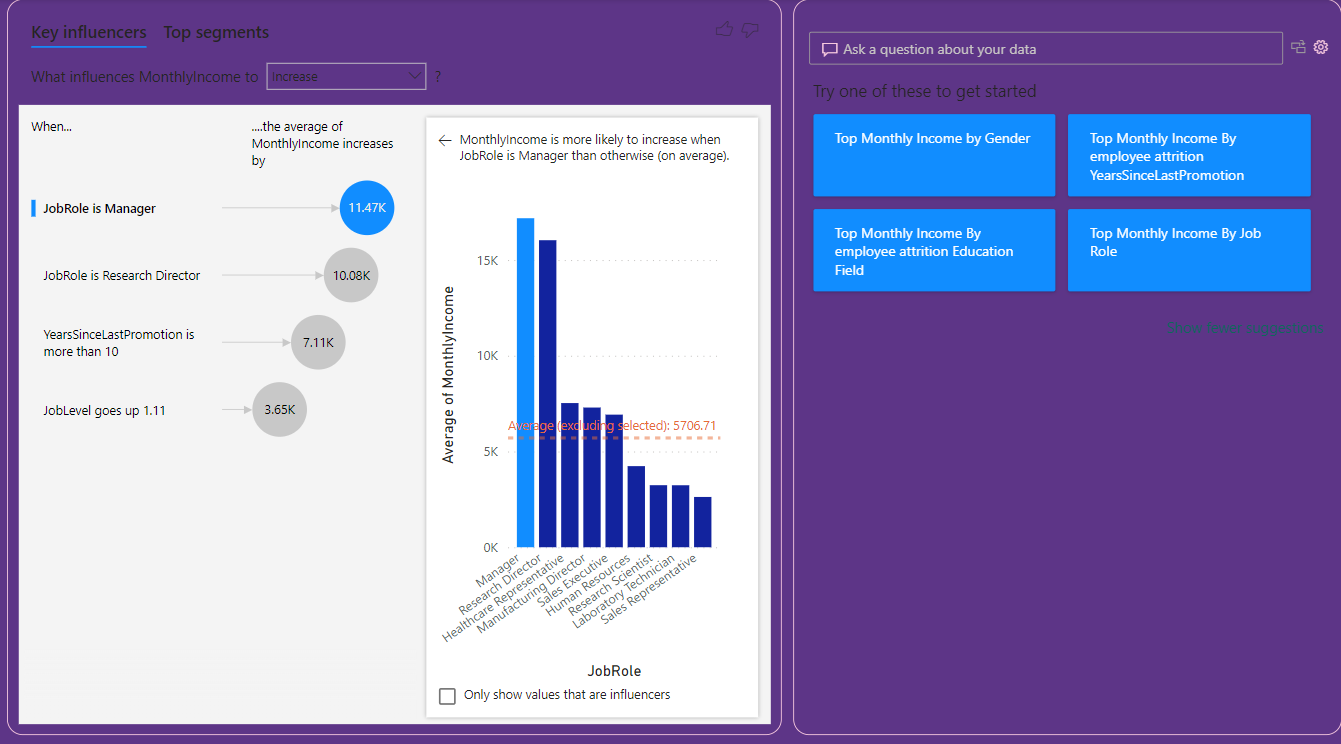 Key influencers
Top segments
What influences MonthlyIncome to
Increase
?
When...
....the average of
MonthlyIncome increases
by
JobRole is Manager
11.47K
JobRole is Research Director
10.08K
YearsSinceLastPromotion is
more than 10
7.11K
JobLevel goes up 1.11
3.65K
MonthlyIncome is more likely to increase when
JobRole is Manager than otherwise (on average).
Average of MonthlyIncome
15K
10K
5K
0K
Average (excluding selected): 5706.71
Manager
Research Director
Healthcare Representative
Manufacturing Director
Sales Executive
Human Resources
Research Scientist
Laboratory Technician
Sales Representative
JobRole
Only show values that are influencers
Ask a question about your data
Try one of these to get started
Top Monthly Income by Gender
Top Monthly Income By
employee attrition
YearsSinceLastPromotion
Top Monthly Income By
employee attrition Education
Field
Top Monthly Income By Job
Role
Show fewer suggestions